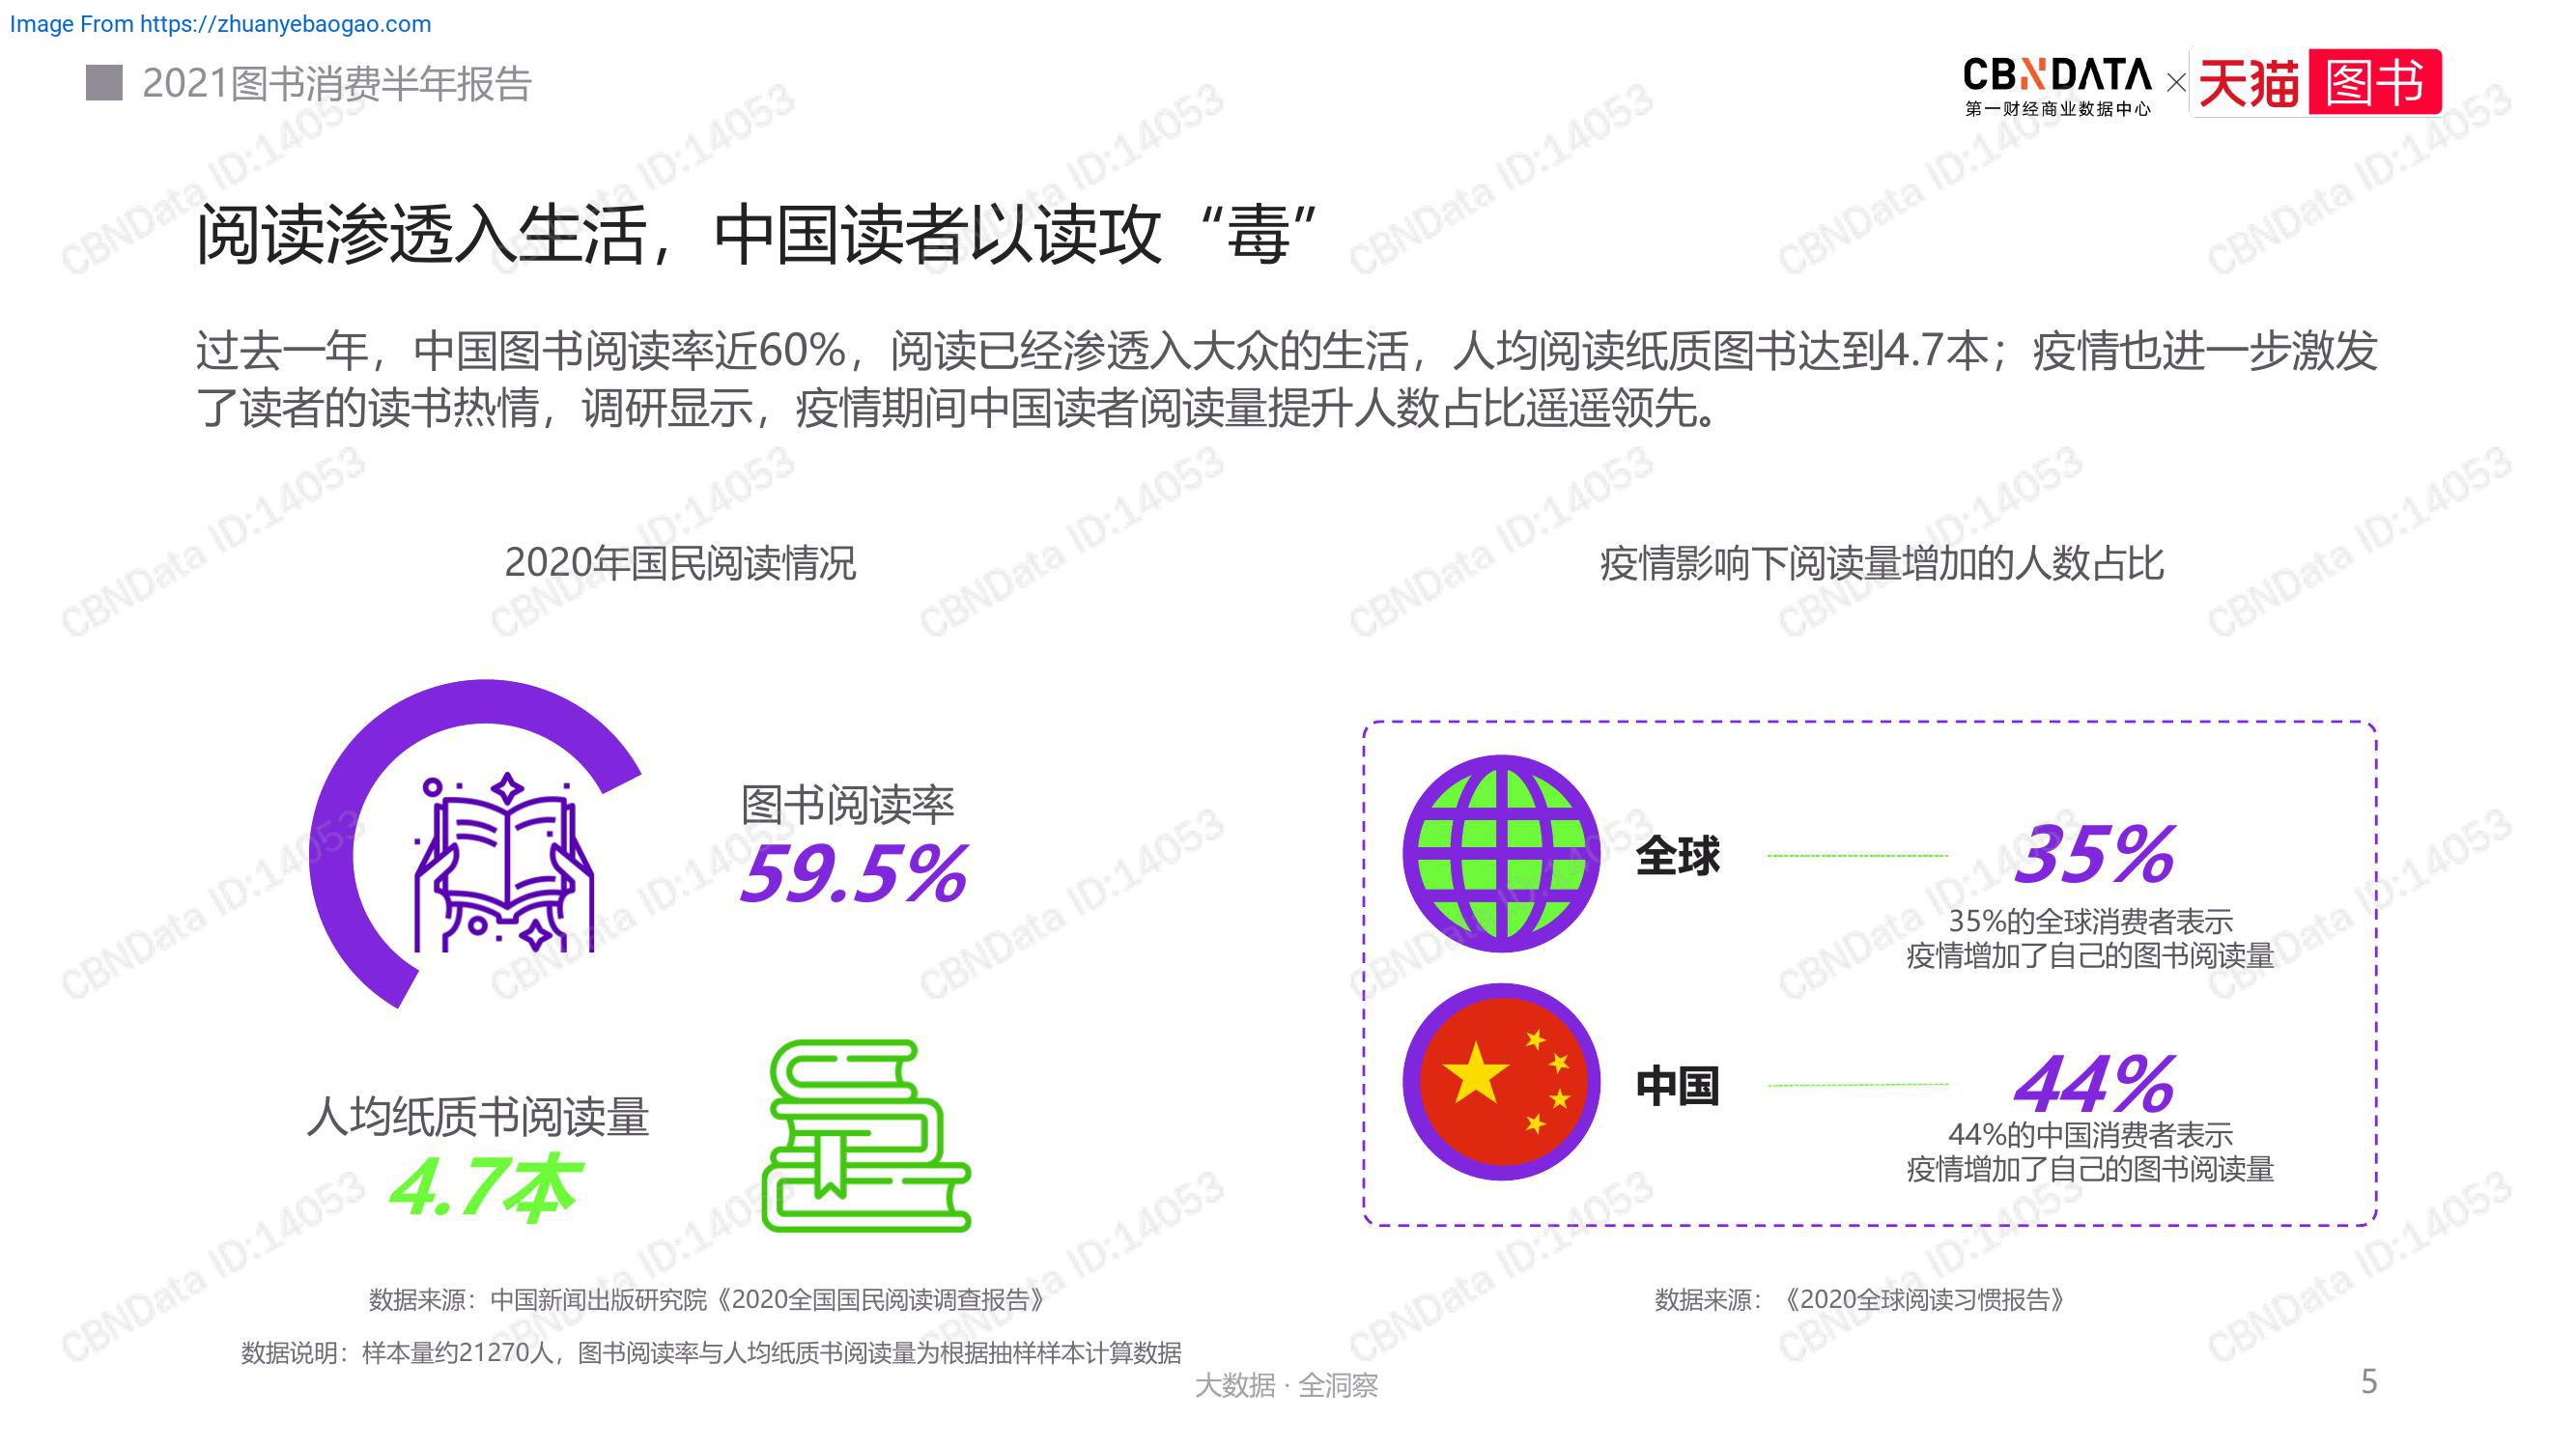 Image From https://zhuanyebaogao.com
2021图书消费半年报告
CBNDATA
第一财经商业数据中心
×
天猫 图书
阅读渗透入生活，中国读者以读攻“毒”
过去一年，中国图书阅读率近60%，阅读已经渗透入大众的生活，人均阅读纸质图书达到4.7本；疫情也进一步激发
了读者的读书热情，调研显示，疫情期间中国读者阅读量提升人数占比遥遥领先。
2020年国民阅读情况
图书阅读率
59.5%
人均纸质书阅读量
4.7本
数据来源：中国新闻出版研究院《2020全国国民阅读调查报告》
数据说明：样本量约21270人，图书阅读率与人均纸质书阅读量为根据抽样样本计算数据
疫情影响下阅读量增加的人数占比
全球
35%
35%的全球消费者表示
疫情增加了自己的图书阅读量
中国
44%
44%的中国消费者表示
疫情增加了自己的图书阅读量
数据来源：《2020全球阅读习惯报告》
大数据 · 全洞察
5
CBNData ID:14053